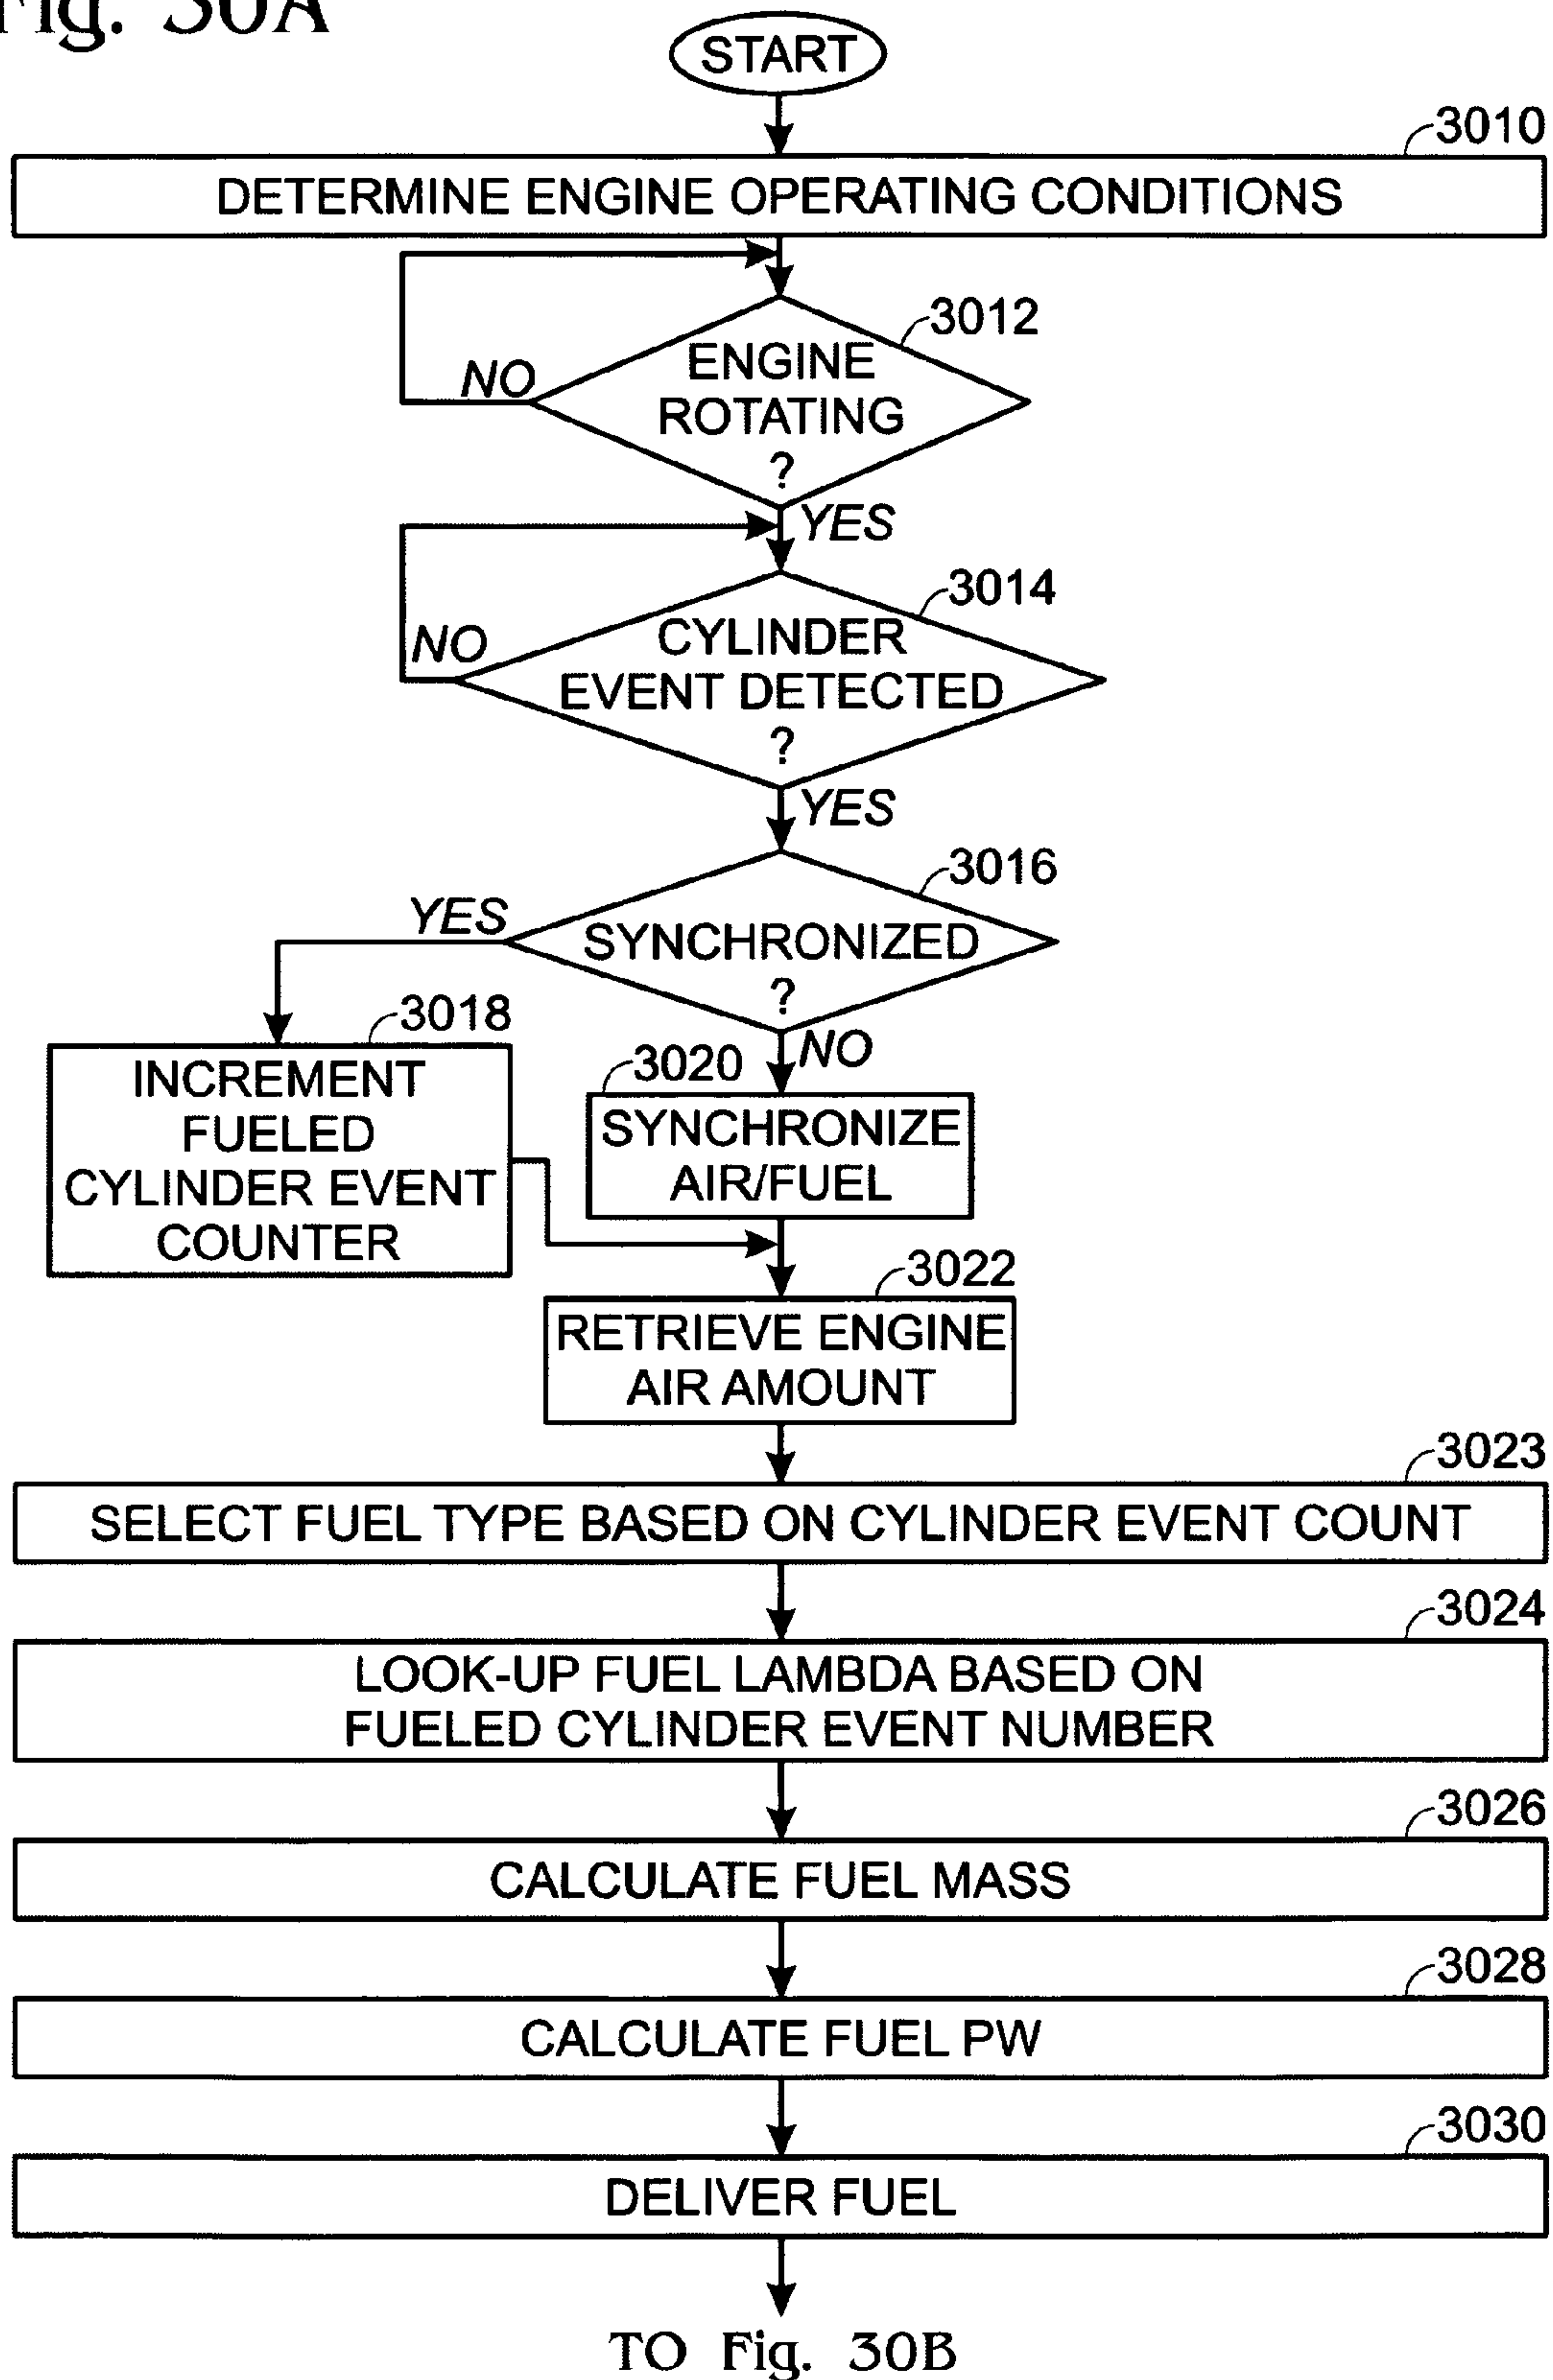 Fig. 30A
START
3010
DETERMINE ENGINE OPERATING CONDITIONS
3012
ENGINE
ROTATING
?
NO
YES
3014
CYLINDER
EVENT DETECTED
?
NO
YES
3016
SYNCHRONIZED
?
YES
NO
3018
INCREMENT
FUELED
CYLINDER EVENT
COUNTER
3020
SYNCHRONIZE
AIR/FUEL
3022
RETRIEVE ENGINE
AIR AMOUNT
3023
SELECT FUEL TYPE BASED ON CYLINDER EVENT COUNT
3024
LOOK-UP FUEL LAMBDA BASED ON
FUELED CYLINDER EVENT NUMBER
3026
CALCULATE FUEL MASS
3028
CALCULATE FUEL PW
3030
DELIVER FUEL
TO Fig. 30B